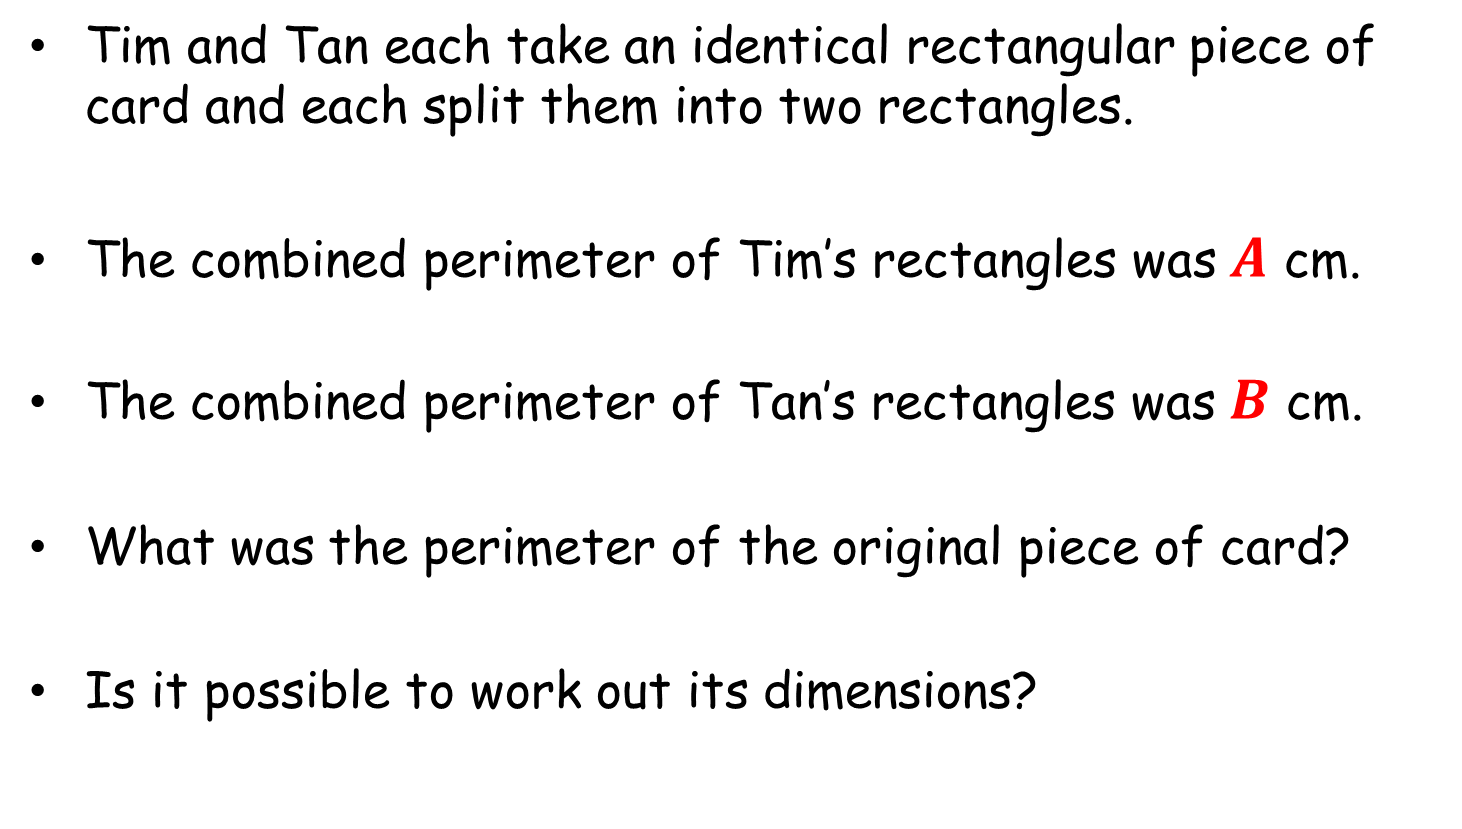 • Tim and Tan each take an identical rectangular piece of
card and each split them into two rectangles.
• The combined perimeter of Tim’s rectangles was A cm.
• The combined perimeter of Tan’s rectangles was B cm.
• What was the perimeter of the original piece of card?
• Is it possible to work out its dimensions?